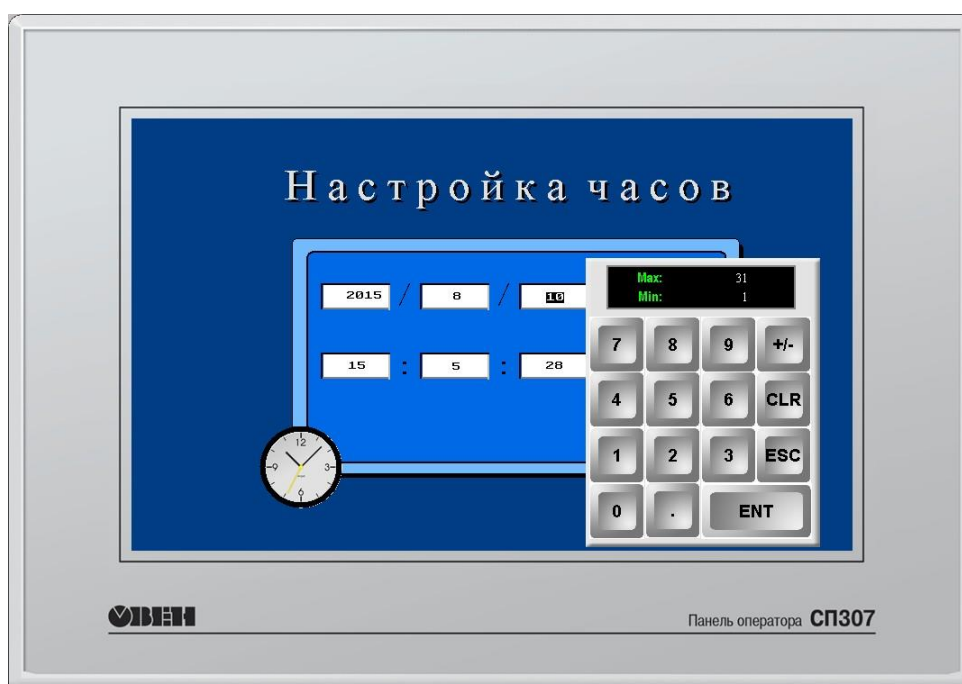 Настройка часов
2015 / 8 / 10
15 : 5 : 28
Max: 31
Min: 1
7 8 9 +/-
4 5 6 CLR
1 2 3 ESC
0 . ENT
12
9 3
6
ОВЕН
Панель оператора СП307